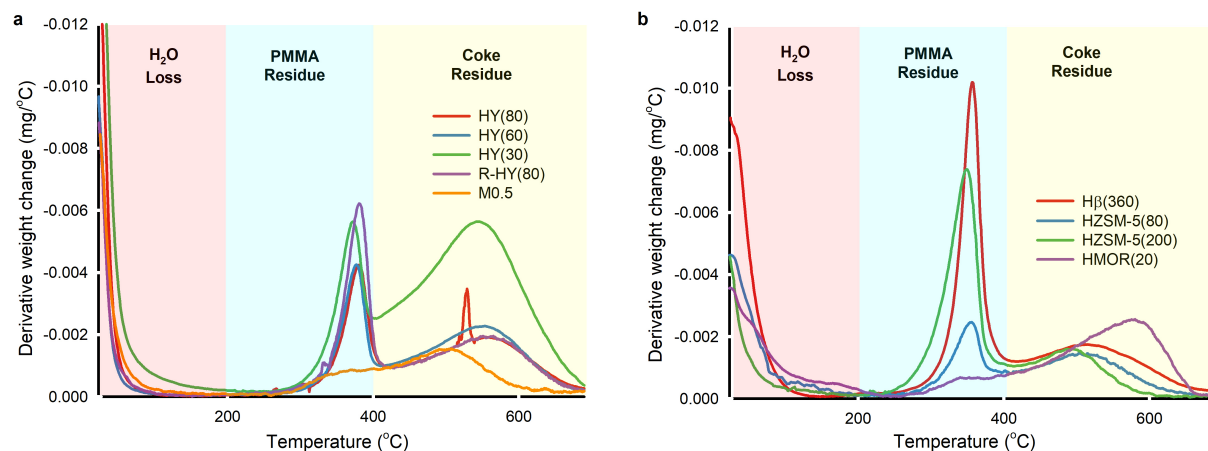 a
Derivative weight change (mg/°C)
-0.012
-0.010
-0.008
-0.006
-0.004
-0.002
0.000
H₂O
Loss
PMMA
Residue
Coke
Residue
HY(80)
HY(60)
HY(30)
R-HY(80)
M0.5
200
400
600
Temperature (°C)
b
Derivative weight change (mg/°C)
-0.012
-0.010
-0.008
-0.006
-0.004
-0.002
0.000
H₂O
Loss
PMMA
Residue
Coke
Residue
Hβ(360)
HZSM-5(80)
HZSM-5(200)
HMOR(20)
200
400
600
Temperature (°C)